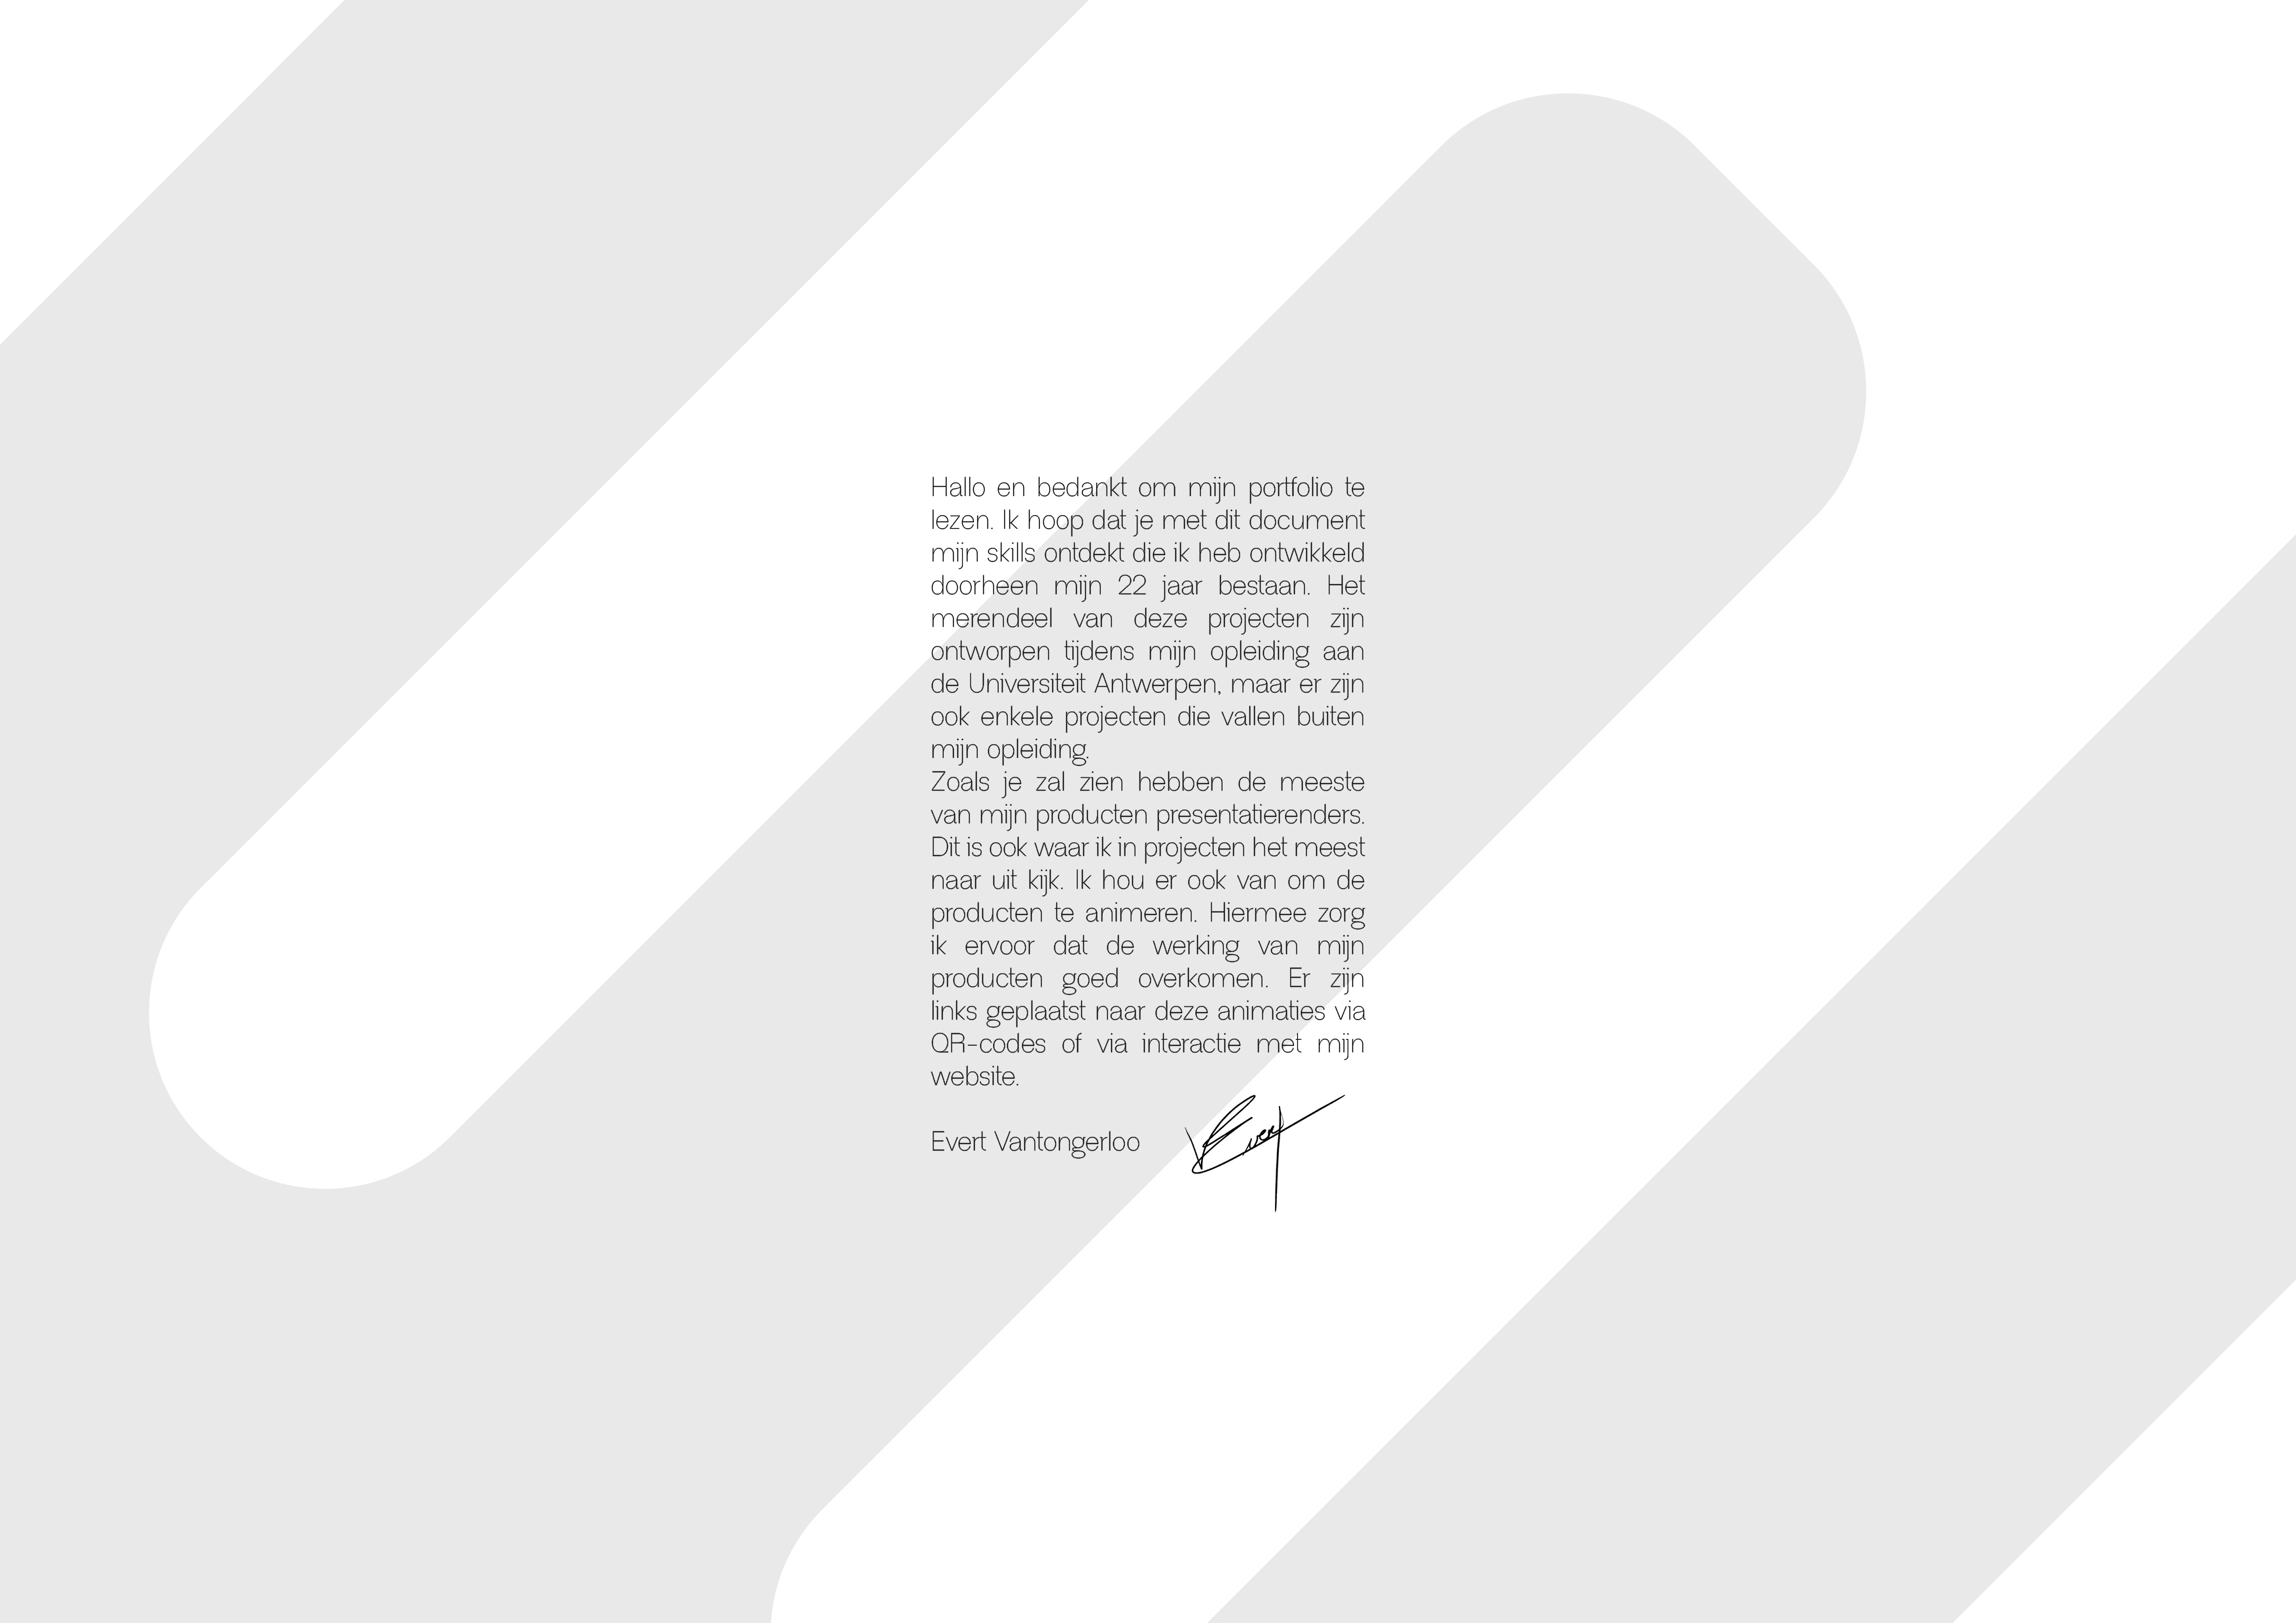 Hallo en bedankt om mijn portfolio te
lezen. Ik hoop dat je met dit document
mijn skills ontdekt die ik heb ontwikkeld
doorheen mijn 22 jaar bestaan. Het
merendeel van deze projecten zijn
ontworpen tijdens mijn opleiding aan
de Universiteit Antwerpen, maar er zijn
ook enkele projecten die vallen buiten
mijn opleiding.
Zoals je zal zien hebben de meeste
van mijn producten presentatierenders.
Dit is ook waar ik in projecten het meest
naar uit kijk. Ik hou er ook van om de
producten te animeren. Hiermee zorg
ik ervoor dat de werking van mijn
producten goed overkomen. Er zijn
links geplaatst naar deze animaties via
QR-codes of via interactie met mijn
website.
Evert Vantongerloo
Evert